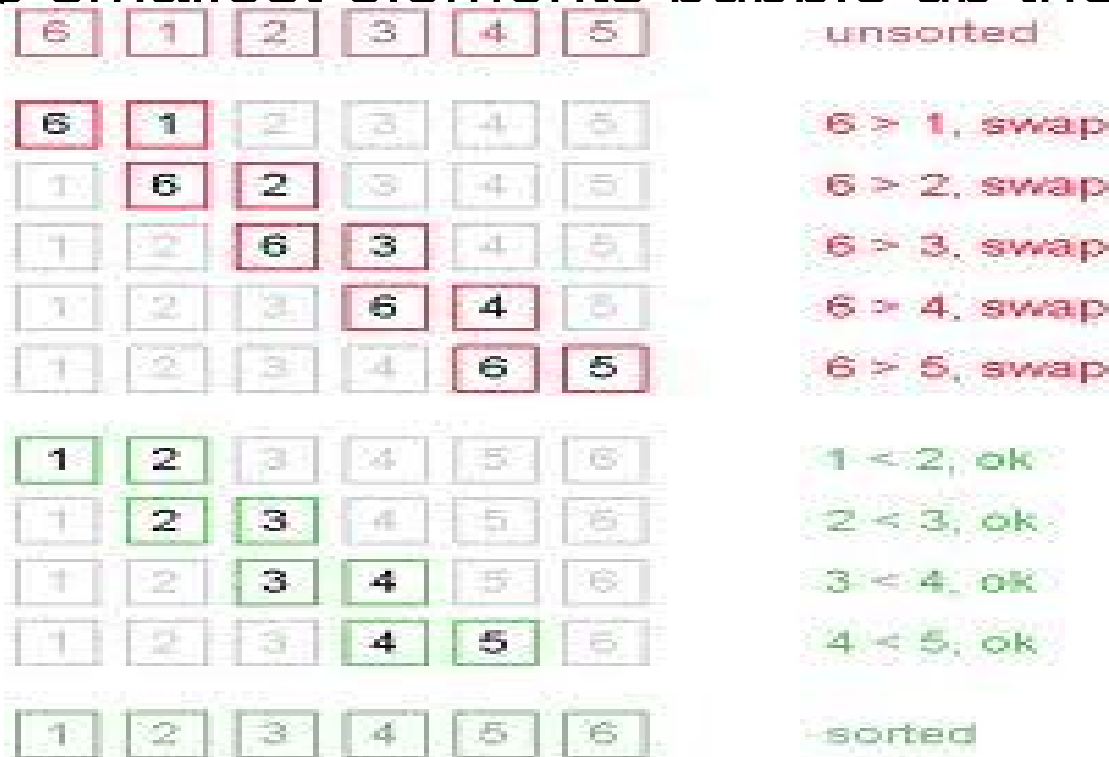 smallest elements bubble as the
6 1 2 3 4 5 unsorted
6 1 2 3 4 5 6 > 1, swap
1 6 2 3 4 5 6 > 2, swap
1 2 6 3 4 5 6 > 3, swap
1 2 3 6 4 5 6 > 4, swap
1 2 3 4 6 5 6 > 5, swap
1 2 3 4 5 6 1 < 2, ok
1 2 3 4 5 6 2 < 3, ok
1 2 3 4 5 6 3 < 4, ok
1 2 3 4 5 6 4 < 5, ok
1 2 3 4 5 6 sorted